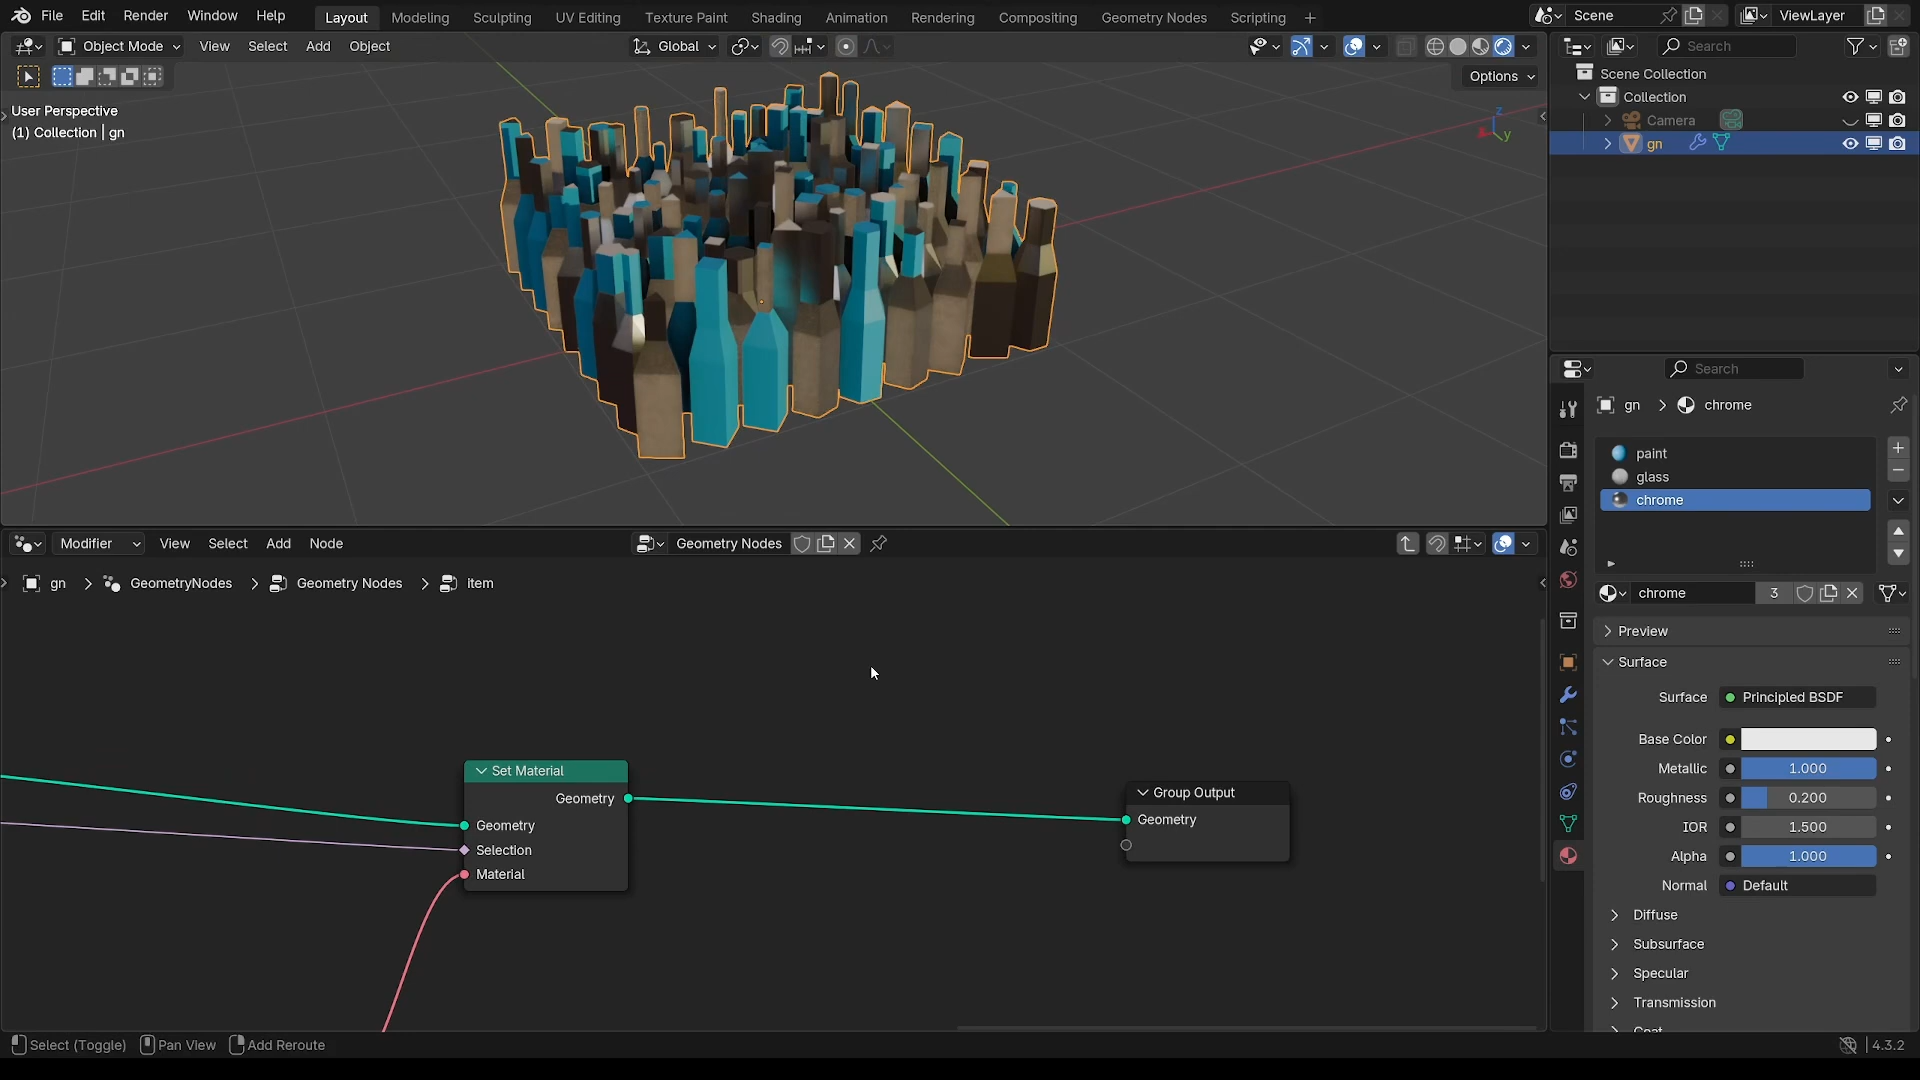 File Edit Render Window Help Layout Modeling Sculpting UV Editing Texture Paint Shading Animation Rendering Compositing Geometry Nodes Scripting + Scene ViewLayer
Object Mode View Select Add Object Global Search
Options
User Perspective
(1) Collection | gn
z
y
Scene Collection
Collection
Camera
gn
Search
gn > chrome
paint
glass
chrome
chrome 3
Preview
Surface
Surface Principled BSDF
Base Color
Metallic 1.000
Roughness 0.200
IOR 1.500
Alpha 1.000
Normal Default
Diffuse
Subsurface
Specular
Transmission
Coat
Modifier View Select Add Node Geometry Nodes
gn > GeometryNodes > Geometry Nodes > item
Set Material
Geometry
Geometry
Selection
Material
Group Output
Geometry
Select (Toggle) Pan View Add Reroute 4.3.2